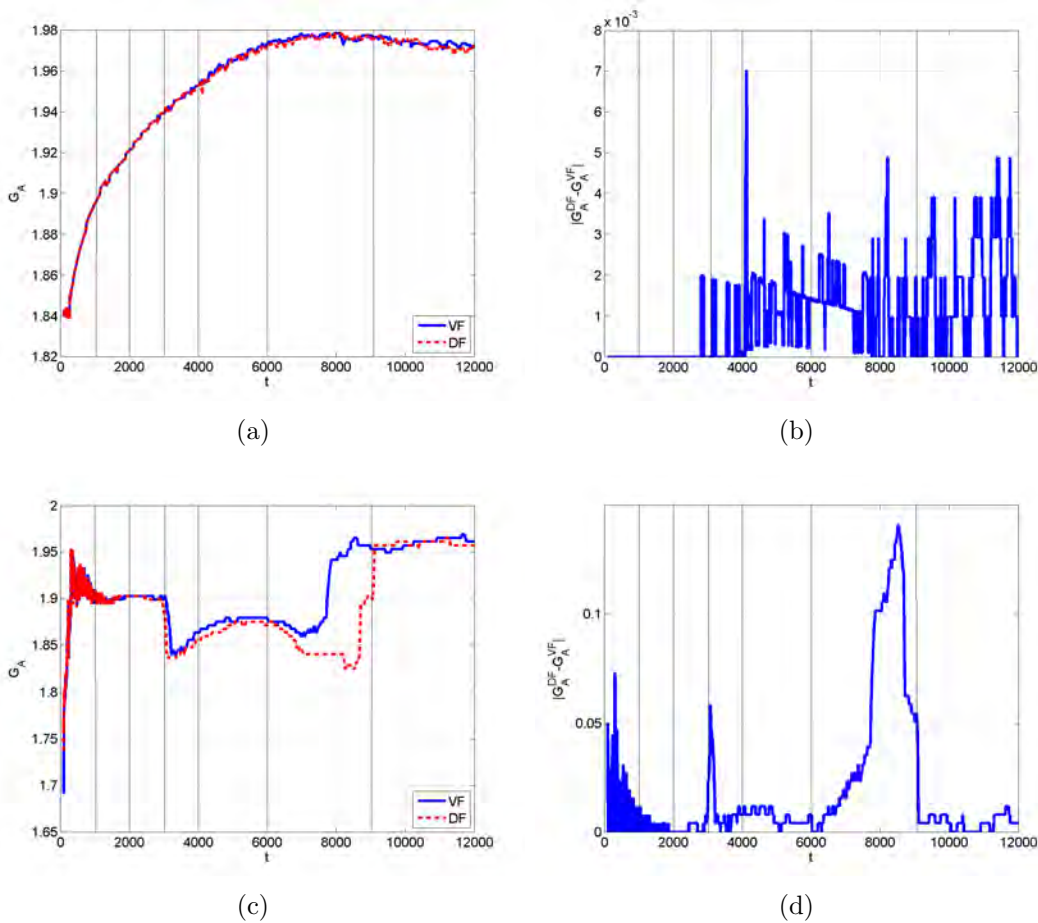 1.98
1.96
1.94
1.92
1.9
1.88
1.86
1.84
1.82
G_A
0 2000 4000 6000 8000 10000 12000
t
VF
DF
(a)
× 10^-3
8
7
6
5
4
3
2
1
0
|G_A^DF-G_A^VF|
0 2000 4000 6000 8000 10000 12000
t
(b)
2
1.95
1.9
1.85
1.8
1.75
1.7
1.65
G_A
0 2000 4000 6000 8000 10000 12000
t
VF
DF
(c)
0.1
0.05
0
|G_A^DF-G_A^VF|
0 2000 4000 6000 8000 10000 12000
t
(d)